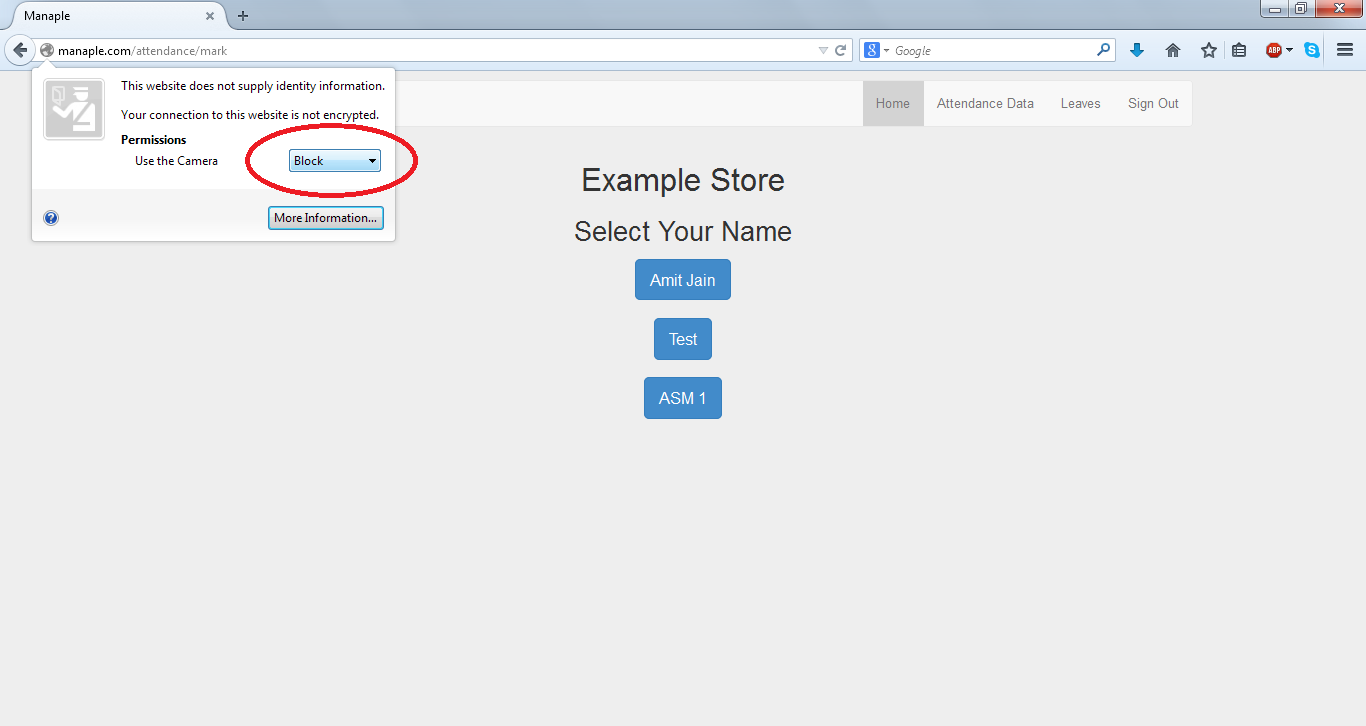 Manaple
manaple.com/attendance/mark
Google
ABP
This website does not supply identity information.
Your connection to this website is not encrypted.
Permissions
Use the Camera
Block
More Information...
Home
Attendance Data
Leaves
Sign Out
Example Store
Select Your Name
Amit Jain
Test
ASM 1